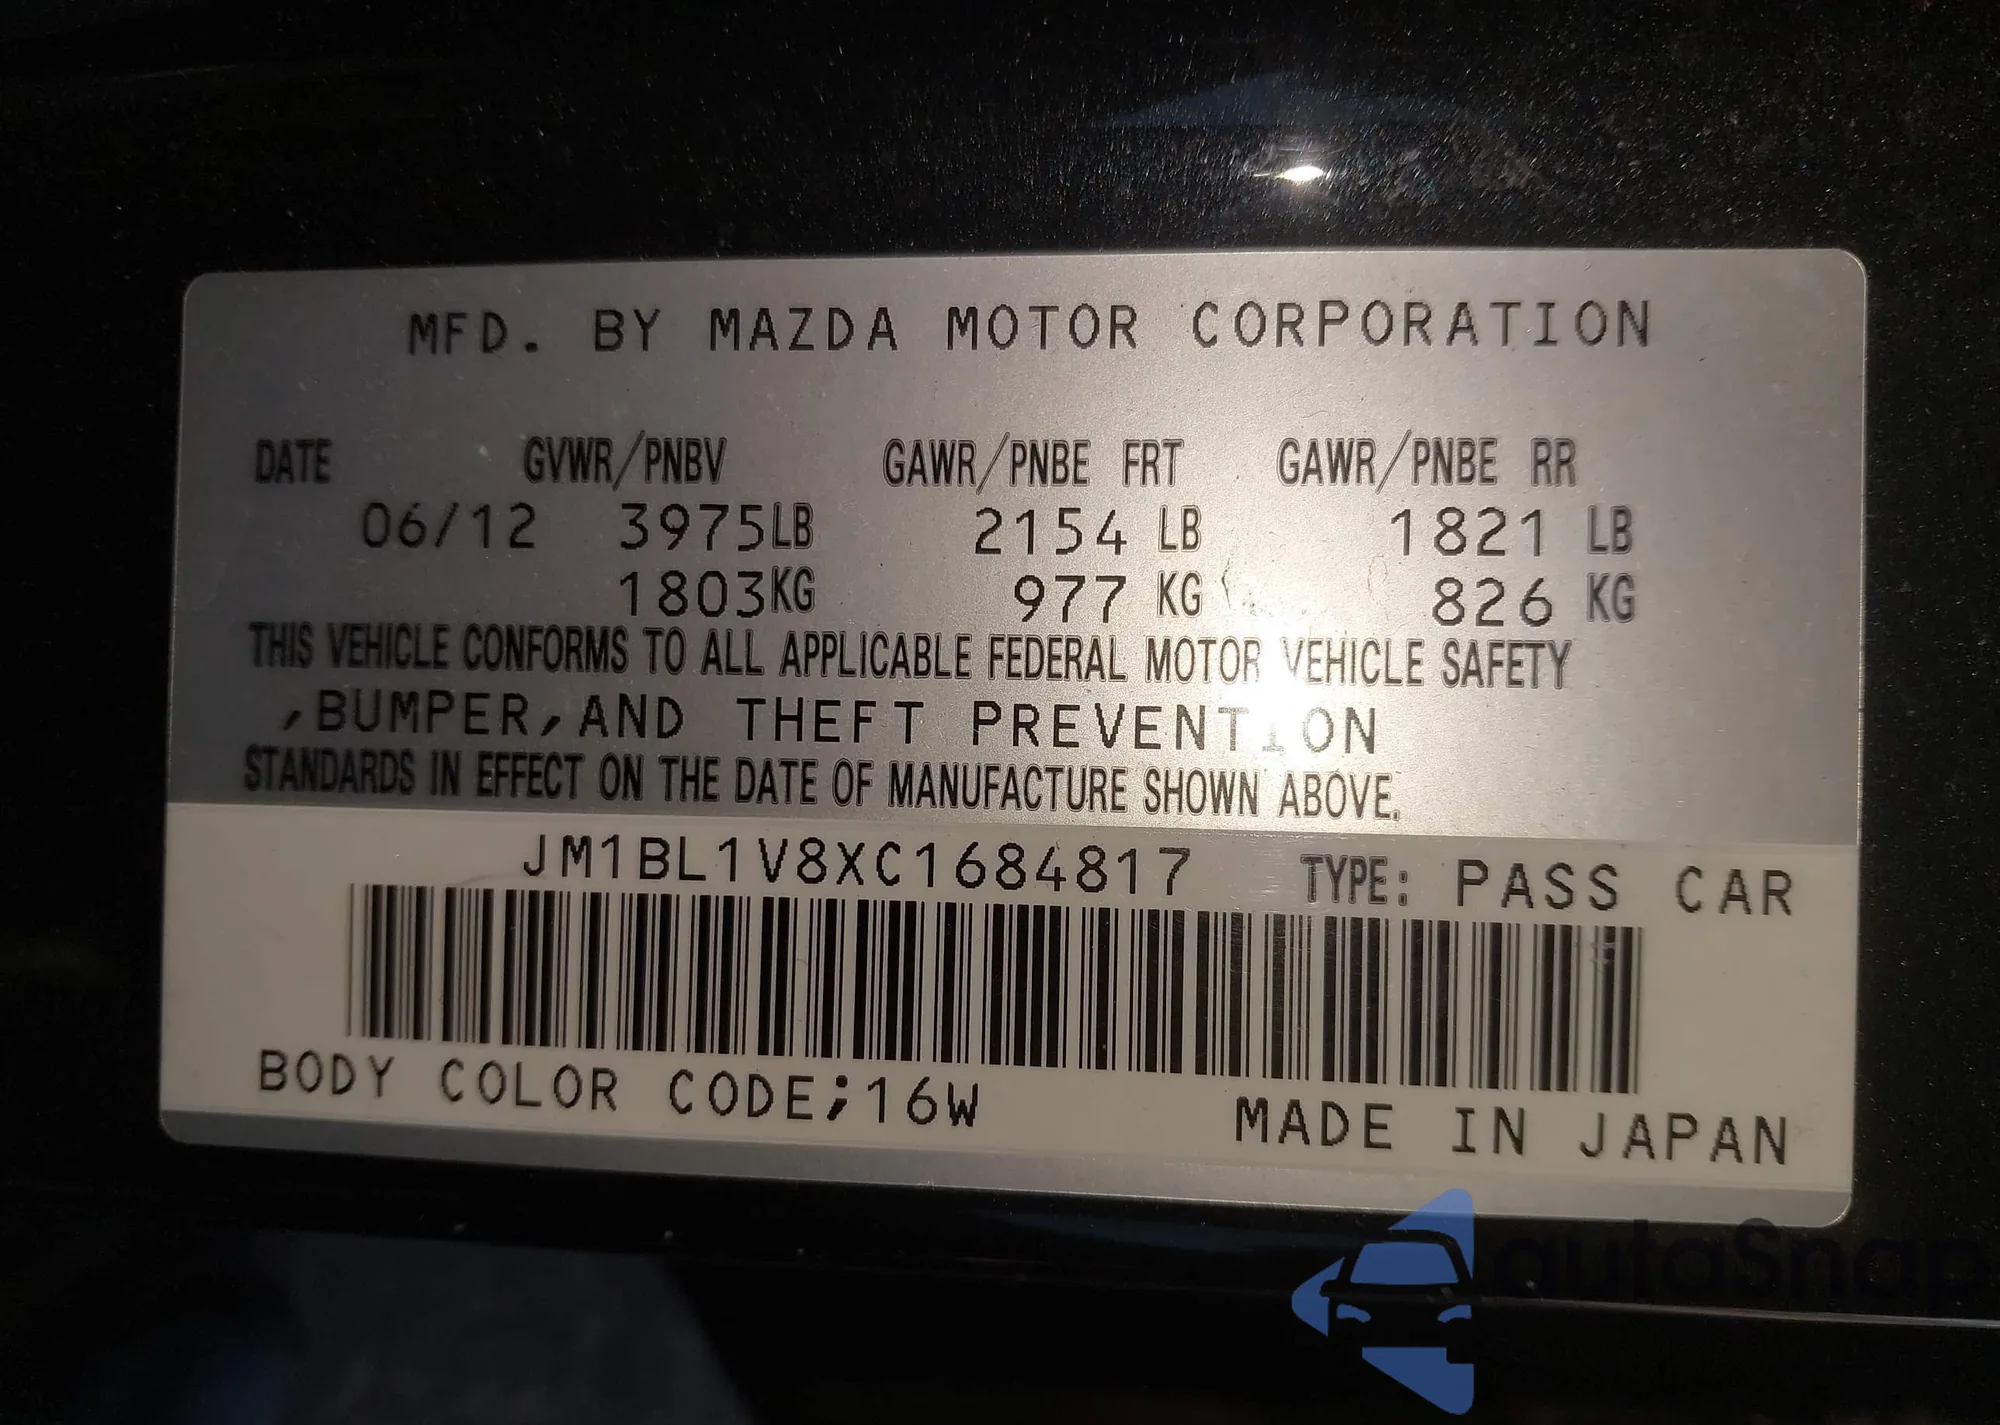 MFD. BY MAZDA MOTOR CORPORATION
DATE GVWR/PNBV GAWR/PNBE FRT GAWR/PNBE RR
06/12 3975LB 2154 LB 1821 LB
1803KG 977 KG 826 KG
THIS VEHICLE CONFORMS TO ALL APPLICABLE FEDERAL MOTOR VEHICLE SAFETY
,BUMPER,AND THEFT PREVENTION
STANDARDS IN EFFECT ON THE DATE OF MANUFACTURE SHOWN ABOVE.
JM1BL1V8XC1684817 TYPE: PASS CAR
BODY COLOR CODE;16W
MADE IN JAPAN
autaSnap